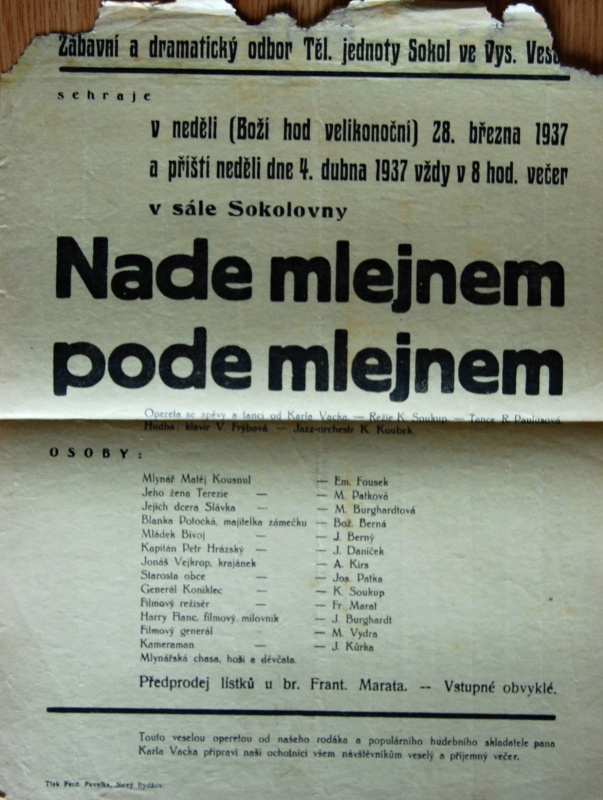 Zábavní a dramatický odbor Těl. jednoty Sokol ve Vys.
sehraje
v neděli (Boží hod velikonoční) 28. března 1937
a příští neděli dne 4. dubna 1937 vždy v 8 hod. večer
v sále Sokolovny
Nade mlejnem
pode mlejnem
Opereta se zpěvy a tanci od Karla Vacka. — Režie K. Soukup. — Tance R. Paulusová.
Hudba: klavír V. Frýbová. — Jazz-orchestr K. Koubek.
OSOBY:
Mlynář Matěj Kousnul — Em. Fousek
Jeho žena Terezie — — M. Patková
Jejich dcera Slávka — — M. Burghardtová
Blanka Potocká, majitelka zámečku — Bož. Berná
Mládek Bivoj — — J. Berný
Kapitán Petr Hrázský — — J. Daníček
Jonáš Vejkrop, krajánek — A. Kirs
Starosta obce — — Jos. Patka
Generál Koniklec — — K. Soukup
Filmový režisér — — Fr. Marat
Harry Hanc, filmový milovník — J. Burghardt
Filmový generál — — M. Vydra
Kameraman — — J. Kůrka
Mlynářská chasa, hoši a děvčata.
Předprodej lístků u br. Frant. Marata. -- Vstupné obvyklé.
Touto veselou operetou od našeho rodáka a populárního hudebního skladatele pana
Karla Vacka připraví naši ochotníci všem návštěvníkům veselý a příjemný večer.
Tisk Ferd. Pavelka, Nový Bydžov.